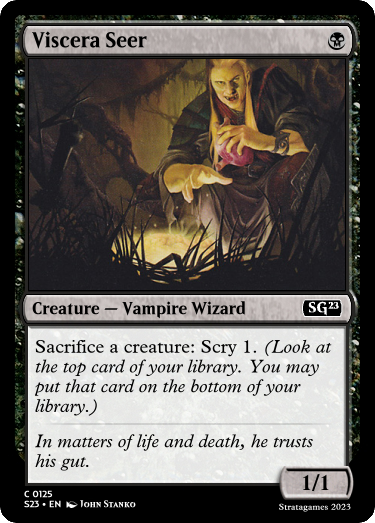 Viscera Seer
Creature — Vampire Wizard
SG23
Sacrifice a creature: Scry 1. (Look at
the top card of your library. You may
put that card on the bottom of your
library.)
In matters of life and death, he trusts
his gut.
1/1
C 0125
S23 • EN John Stanko
Stratagames 2023